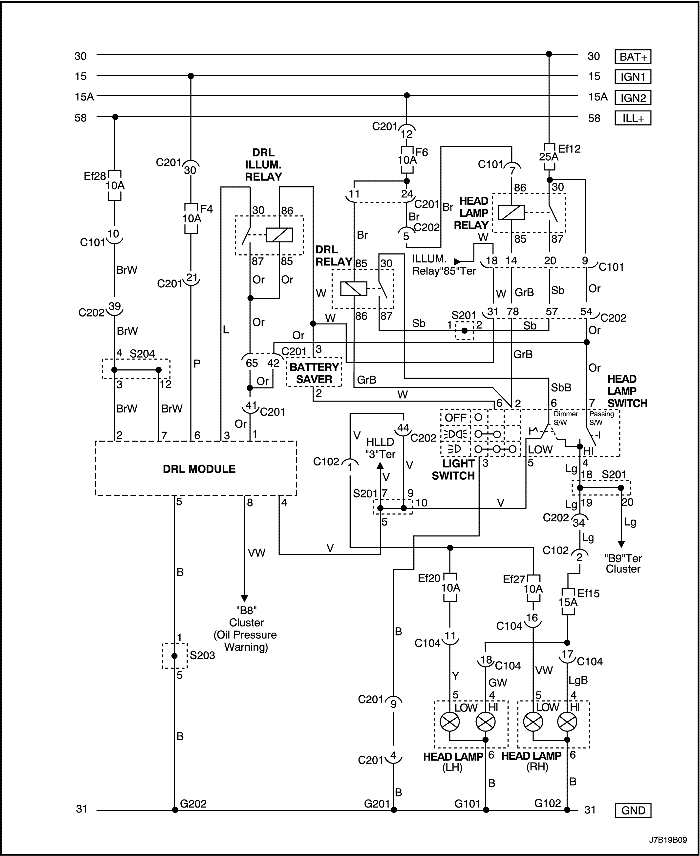 30 30 BAT+
15 15 IGN1
15A 15A IGN2
58 58 ILL+
C201 12
F6 10A
Ef12 25A
C201 30
DRL ILLUM. RELAY
C101 7
Ef28 10A
F4 10A
11 24 C201
Br Br Br
C202 5
HEAD LAMP RELAY
86 30
85 87
30 86
87 85
10 C101
DRL RELAY
85 30
86 87
ILLUM. Relay"85"Ter
W
18 14 20 9 C101
BrW
C201 21
Or Or
W
W GrB Sb Or
C202 39
31 78 57 54 C202
BrW
L
Or
W
Sb
S201
1 2
Sb
Or
4 S204
3 12
P
Or
65 42
C201 3
BATTERY SAVER
2
GrB
Or
BrW BrW
Or
41 C201
Or
GrB
W
SbB
HEAD LAMP SWITCH
6 2 6 7
OFF
Dimmer S/W
Passing S/W
LOW HI
LIGHT SWITCH
3 5 4
2 7 6 3 1
DRL MODULE
5 8 4
V
44 C202
HLLD "3"Ter
C102 1
V V
S201 7 9 10
5
V
V
Lg
18 S201
19 20
Lg
C202 34
Lg
Lg
C102 2
"B9"Ter Cluster
B
VW
"B8" Cluster (Oil Pressure Warning)
Ef20 10A
Ef27 10A
Ef15 15A
1 S203
5
B
B
C104 11
C104 16
18 C104
17 C104
Y GW VW LgB
C201 9
5 4
LOW HI
5 4
LOW HI
HEAD LAMP (LH)
6
HEAD LAMP (RH)
6
C201 4
B
B
B
B
31 G202 G201 G101 G102 31 GND
J7B19B09